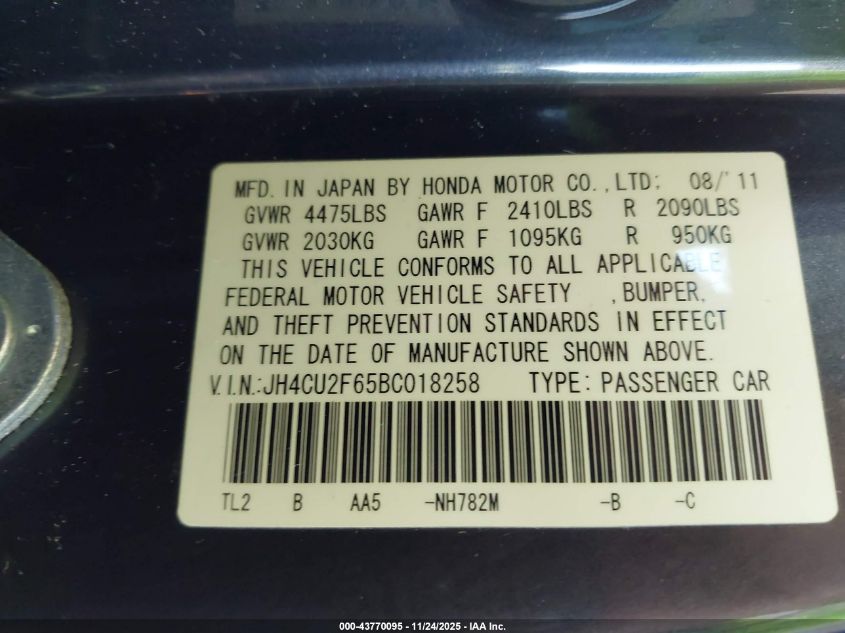 MFD. IN JAPAN BY HONDA MOTOR CO., LTD: 08/'11
GVWR 4475LBS GAWR F 2410LBS R 2090LBS
GVWR 2030KG GAWR F 1095KG R 950KG
THIS VEHICLE CONFORMS TO ALL APPLICABLE
FEDERAL MOTOR VEHICLE SAFETY , BUMPER,
AND THEFT PREVENTION STANDARDS IN EFFECT
ON THE DATE OF MANUFACTURE SHOWN ABOVE.
V.I.N.:JH4CU2F65BC018258 TYPE: PASSENGER CAR
TL2 B AA5 -NH782M -B -C
000-43770095 - 11/24/2025 - IAA Inc.